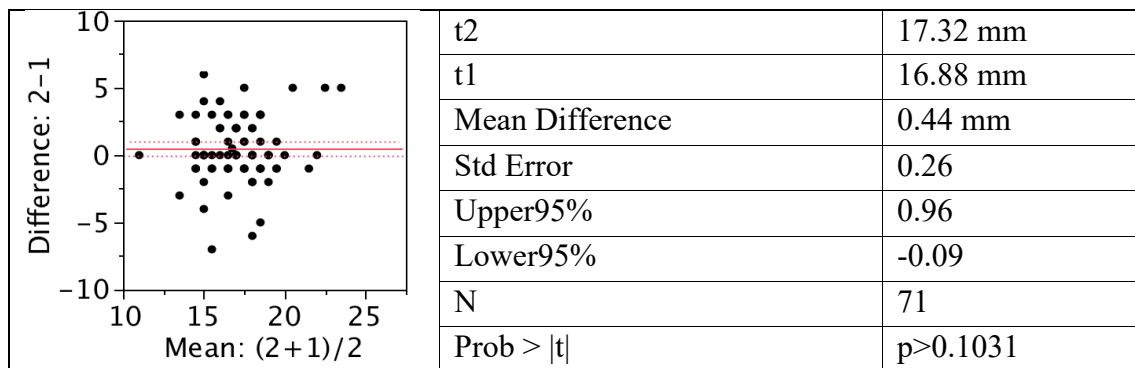 10
5
0
−5
−10
Difference: 2−1
10 15 20 25
Mean: (2+1)/2
t2 17.32 mm
t1 16.88 mm
Mean Difference 0.44 mm
Std Error 0.26
Upper95% 0.96
Lower95% -0.09
N 71
Prob > |t| p>0.1031